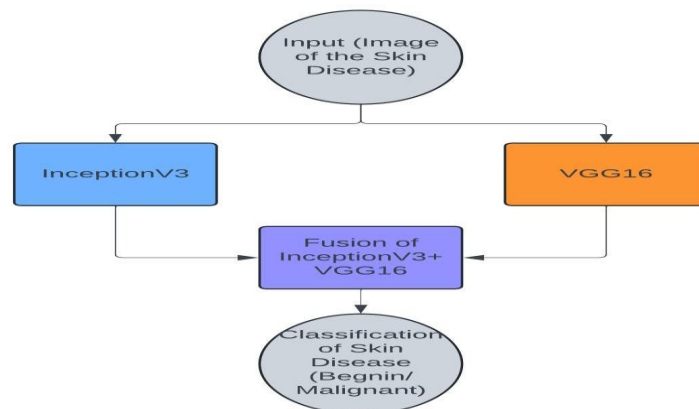 Input (Image
of the Skin
Disease)
InceptionV3
VGG16
Fusion of
InceptionV3+
VGG16
Classification
of Skin
Disease
(Begnin/
Malignant)